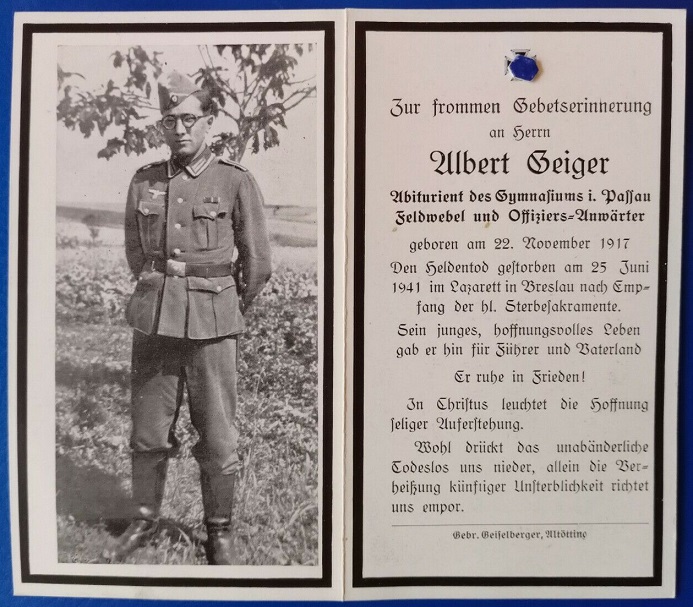 Zur frommen Gebetserinnerung
an Herrn
Albert Geiger
Abiturient des Gymnaſiums i. Paſſau
Feldwebel und Offiziers=Anwärter
geboren am 22. November 1917
Den Heldentod geſtorben am 25 Juni
1941 im Lazarett in Breslau nach Emp=
fang der hl. Sterbeſakramente.
Sein junges, hoffnungsvolles Leben
gab er hin für Führer und Vaterland
Er ruhe in Frieden!
In Chriſtus leuchtet die Hoffnung
ſeliger Auferſtehung.
Wohl drückt das unabänderliche
Todeslos uns nieder, allein die Ver=
heißung künftiger Unſterblichkeit richtet
uns empor.
Gebr. Geiſelberger, Altötting